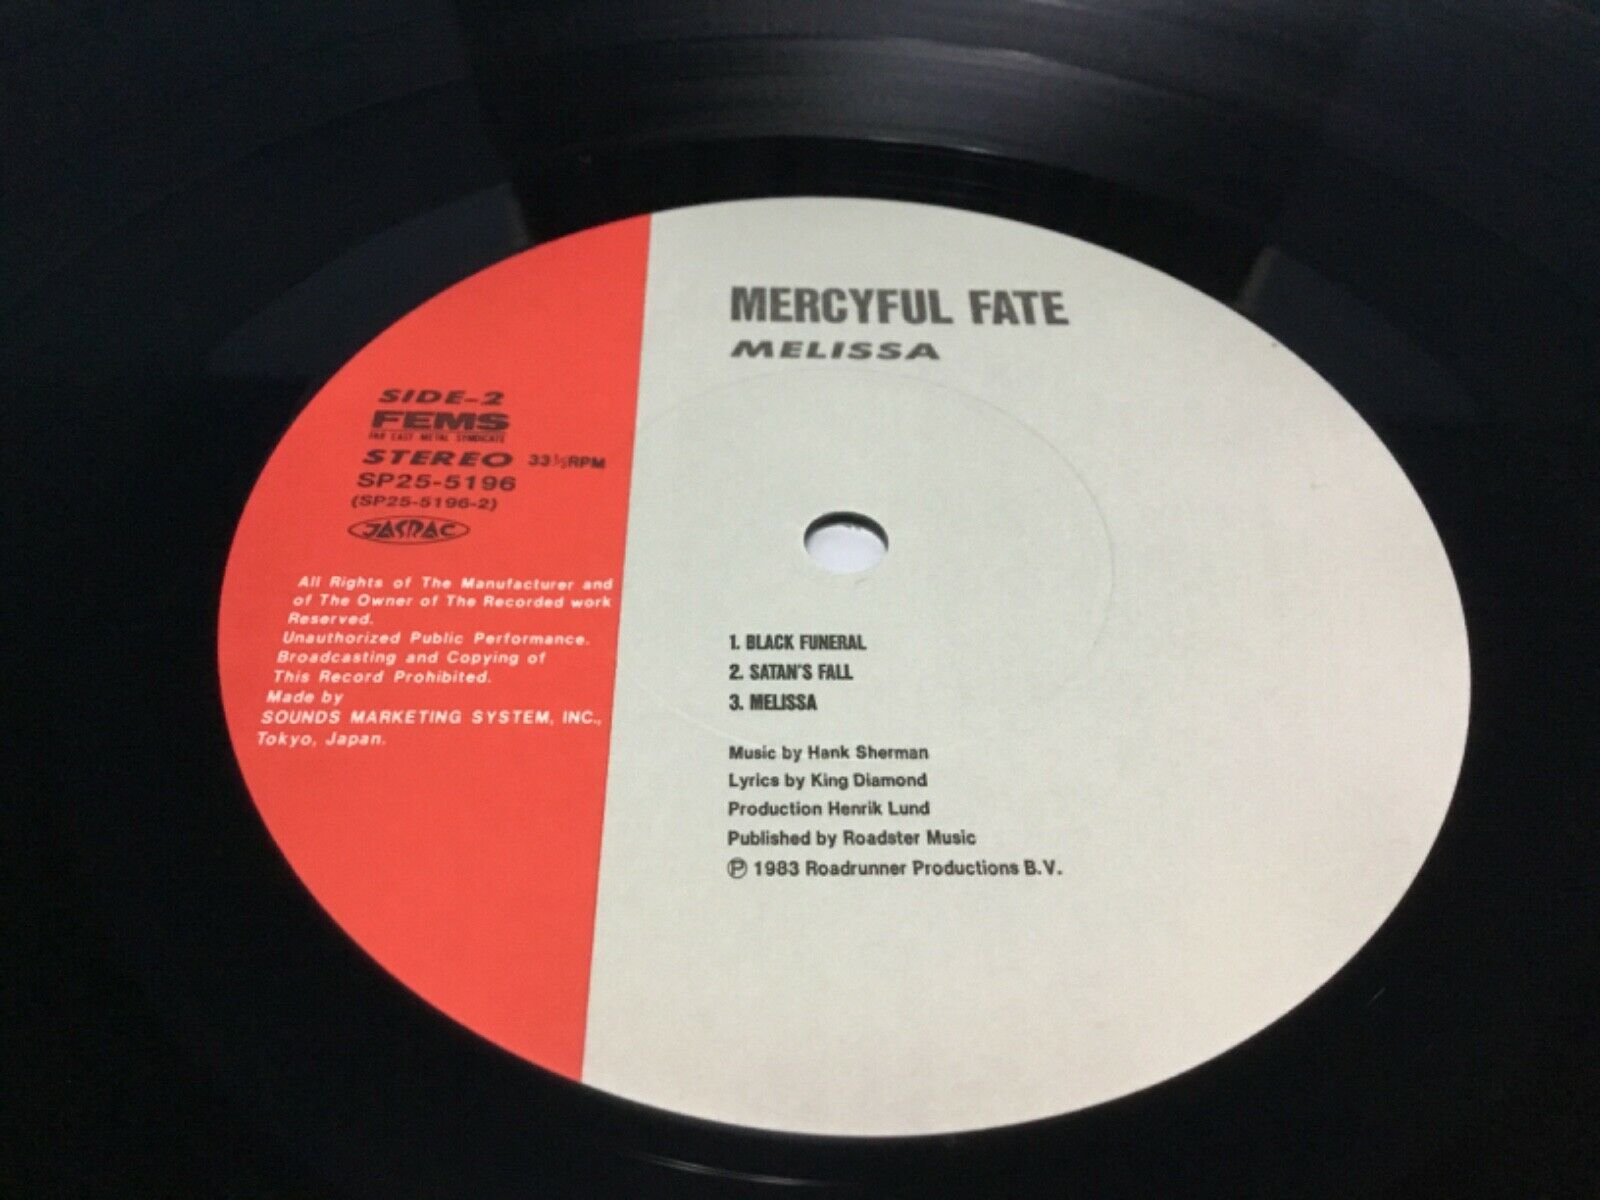 MERCYFUL FATE
MELISSA
SIDE-2
FEMS
FAR EAST METAL SYNDICATE
STEREO 33⅓RPM
SP25-5196
(SP25-5196-2)
JASRAC
All Rights of The Manufacturer and
of The Owner of The Recorded work
Reserved.
Unauthorized Public Performance.
Broadcasting and Copying of
This Record Prohibited.
Made by
SOUNDS MARKETING SYSTEM, INC.,
Tokyo, Japan.
1. BLACK FUNERAL
2. SATAN'S FALL
3. MELISSA
Music by Hank Sherman
Lyrics by King Diamond
Production Henrik Lund
Published by Roadster Music
℗ 1983 Roadrunner Productions B.V.